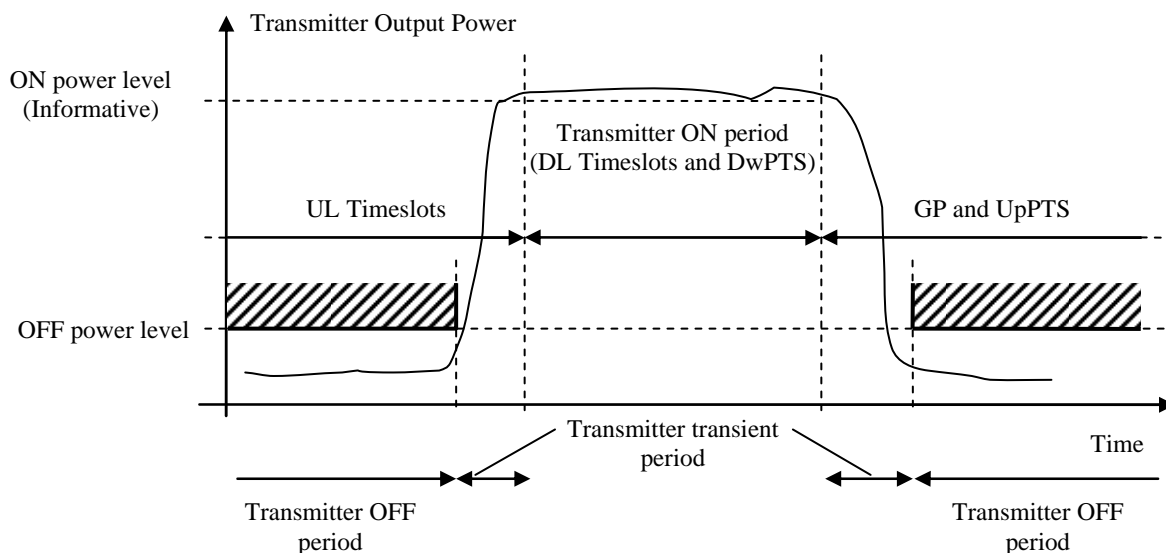 Transmitter Output Power
ON power level
(Informative)
Transmitter ON period
(DL Timeslots and DwPTS)
UL Timeslots
GP and UpPTS
OFF power level
Transmitter transient
period
Time
Transmitter OFF
period
Transmitter OFF
period